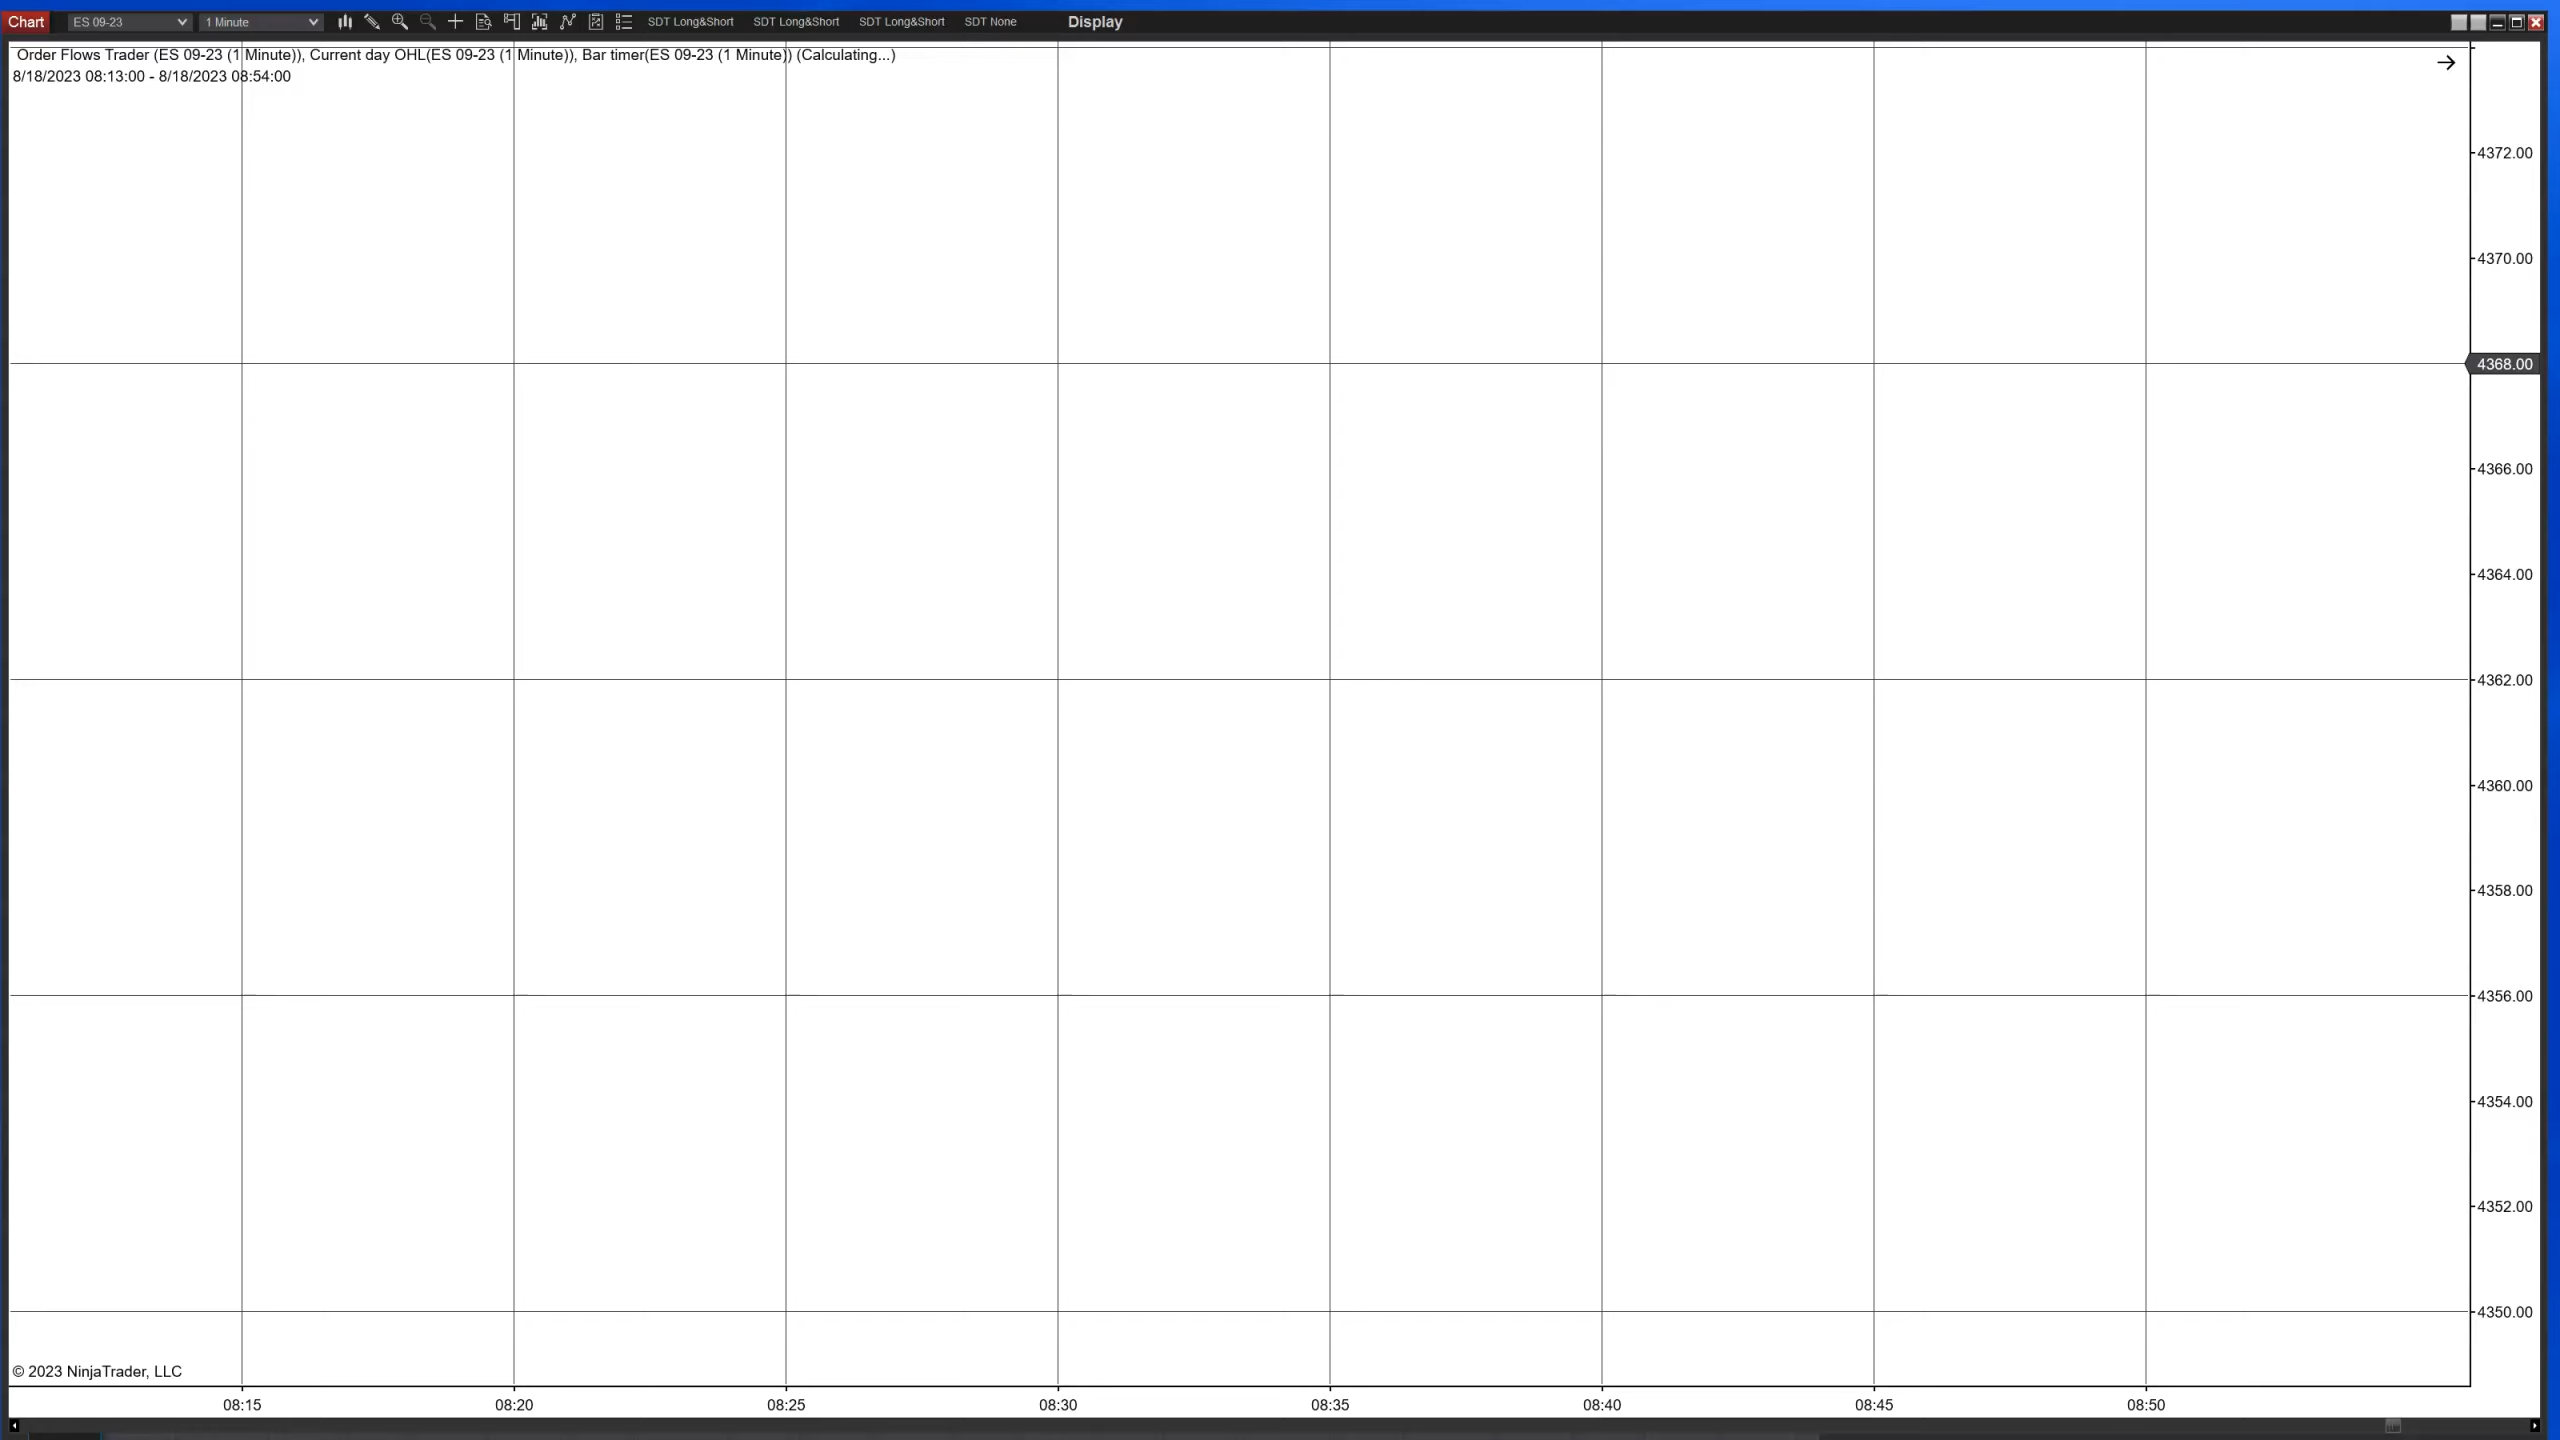 Chart ES 09-23 1 Minute SDT Long&Short SDT Long&Short SDT Long&Short SDT None Display
Order Flows Trader (ES 09-23 (1 Minute)), Current day OHL(ES 09-23 (1 Minute)), Bar timer(ES 09-23 (1 Minute)) (Calculating...)
8/18/2023 08:13:00 - 8/18/2023 08:54:00
4372.00
4370.00
4368.00
4366.00
4364.00
4362.00
4360.00
4358.00
4356.00
4354.00
4352.00
4350.00
© 2023 NinjaTrader, LLC
08:15 08:20 08:25 08:30 08:35 08:40 08:45 08:50